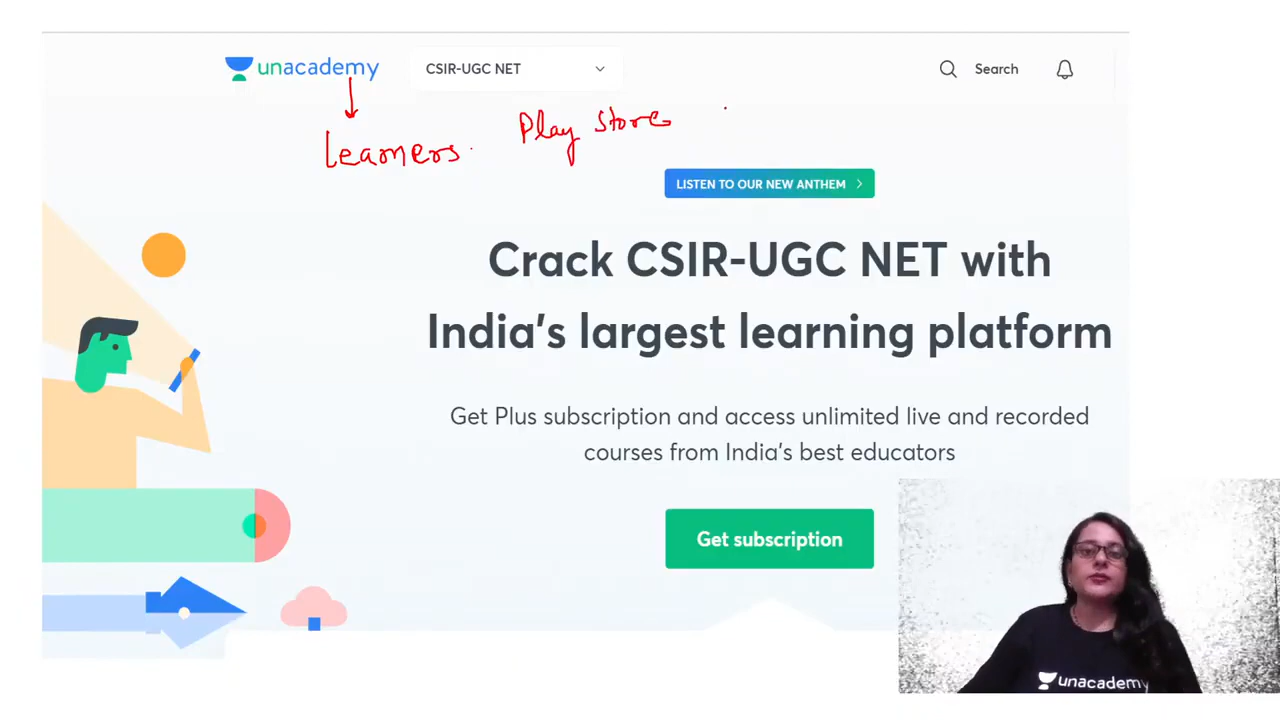 unacademy CSIR-UGC NET Search
Learners. Play Store
LISTEN TO OUR NEW ANTHEM
Crack CSIR-UGC NET with
India's largest learning platform
Get Plus subscription and access unlimited live and recorded
courses from India's best educators
Get subscription
unacademy